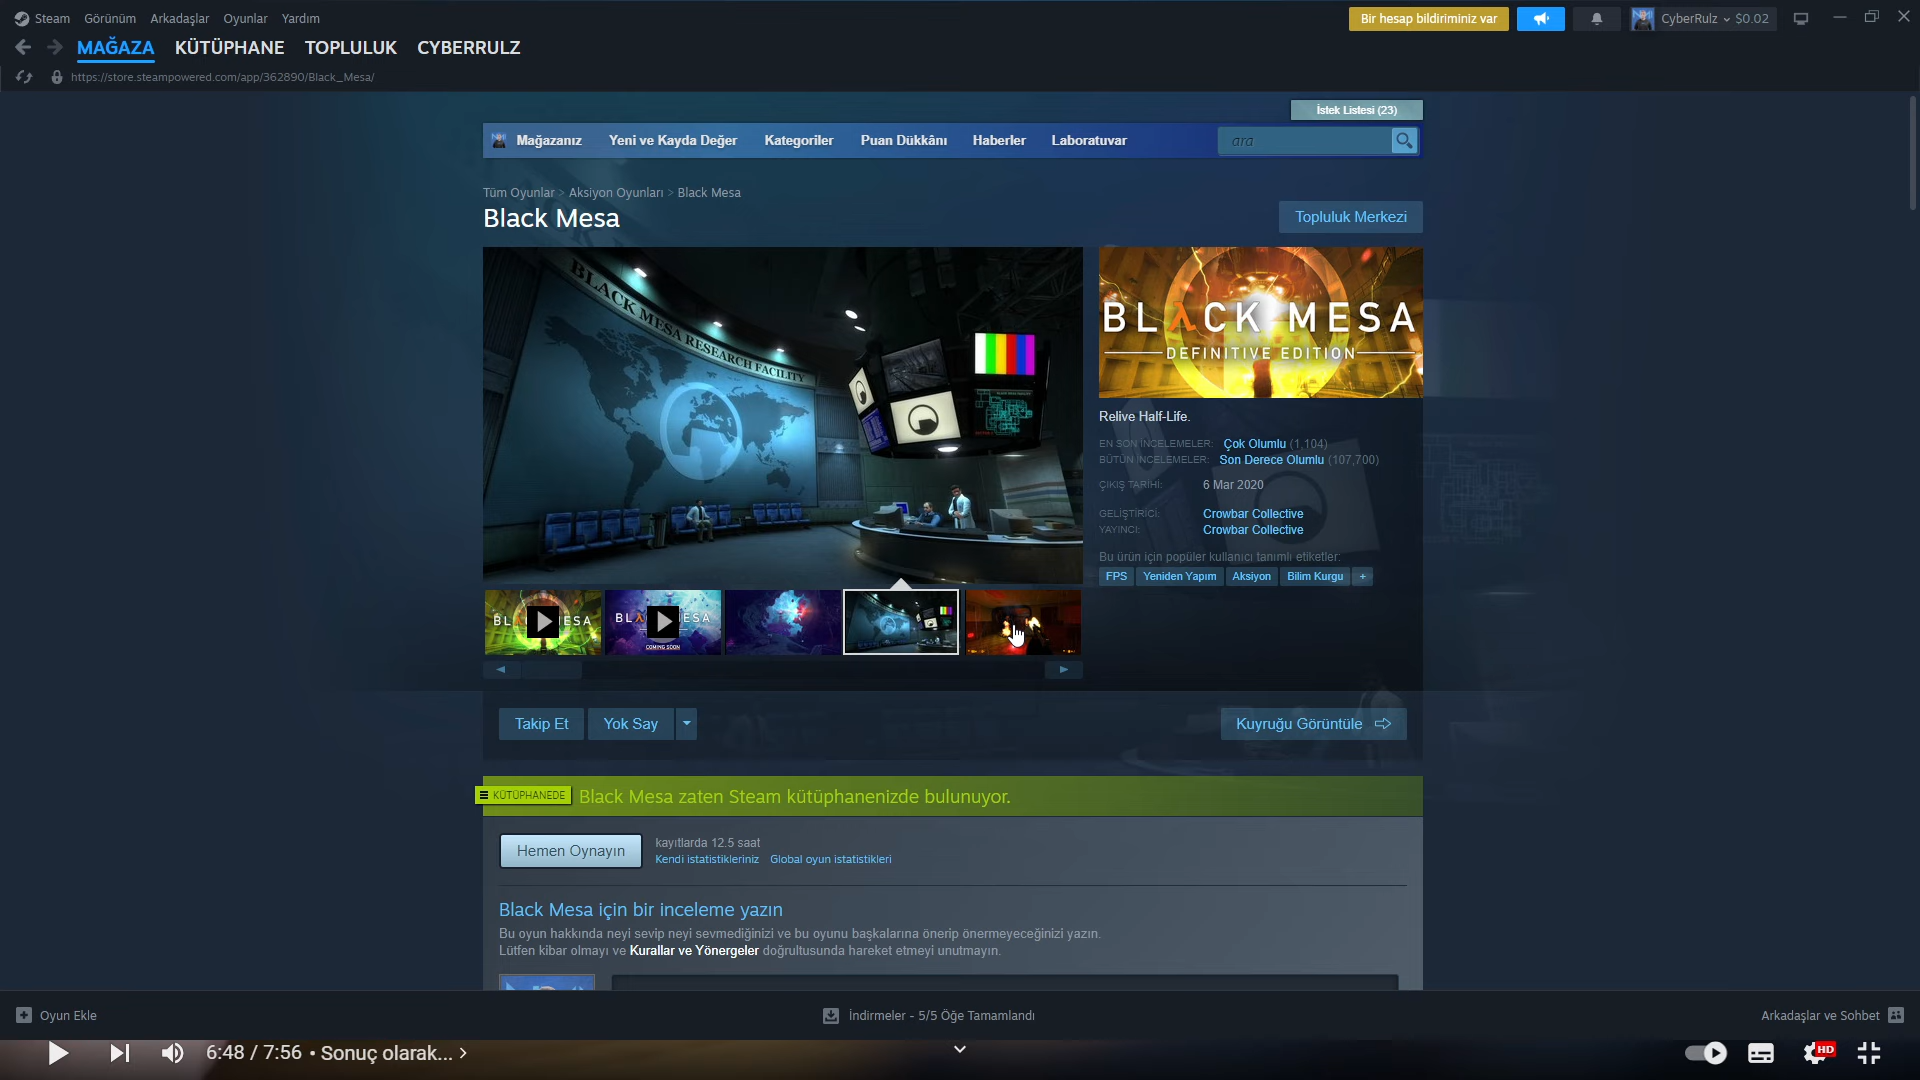 Steam Görünüm Arkadaşlar Oyunlar Yardım
Bir hesap bildiriminiz var
CyberRulz $0.02
MAĞAZA KÜTÜPHANE TOPLULUK CYBERRULZ
https://store.steampowered.com/app/362890/Black_Mesa/
İstek Listesi (23)
Mağazanız Yeni ve Kayda Değer Kategoriler Puan Dükkânı Haberler Laboratuvar ara
Tüm Oyunlar > Aksiyon Oyunları > Black Mesa
Black Mesa
Topluluk Merkezi
BLACK MESA RESEARCH FACILITY
BLACK MESA
DEFINITIVE EDITION
Relive Half-Life.
EN SON İNCELEMELER: Çok Olumlu (1,104)
BÜTÜN İNCELEMELER: Son Derece Olumlu (107,700)
ÇIKIŞ TARİHİ: 6 Mar 2020
GELİŞTİRİCİ: Crowbar Collective
YAYINCI: Crowbar Collective
Bu ürün için popüler kullanıcı tanımlı etiketler:
FPS Yeniden Yapım Aksiyon Bilim Kurgu +
COMING SOON
Takip Et Yok Say
Kuyruğu Görüntüle
KÜTÜPHANEDE Black Mesa zaten Steam kütüphanenizde bulunuyor.
Hemen Oynayın
kayıtlarda 12.5 saat
Kendi istatistikleriniz Global oyun istatistikleri
Black Mesa için bir inceleme yazın
Bu oyun hakkında neyi sevip neyi sevmediğinizi ve bu oyunu başkalarına önerip önermeyeceğinizi yazın.
Lütfen kibar olmayı ve Kurallar ve Yönergeler doğrultusunda hareket etmeyi unutmayın.
Oyun Ekle
İndirmeler - 5/5 Öğe Tamamlandı
Arkadaşlar ve Sohbet
6:48 / 7:56 • Sonuç olarak... >
HD